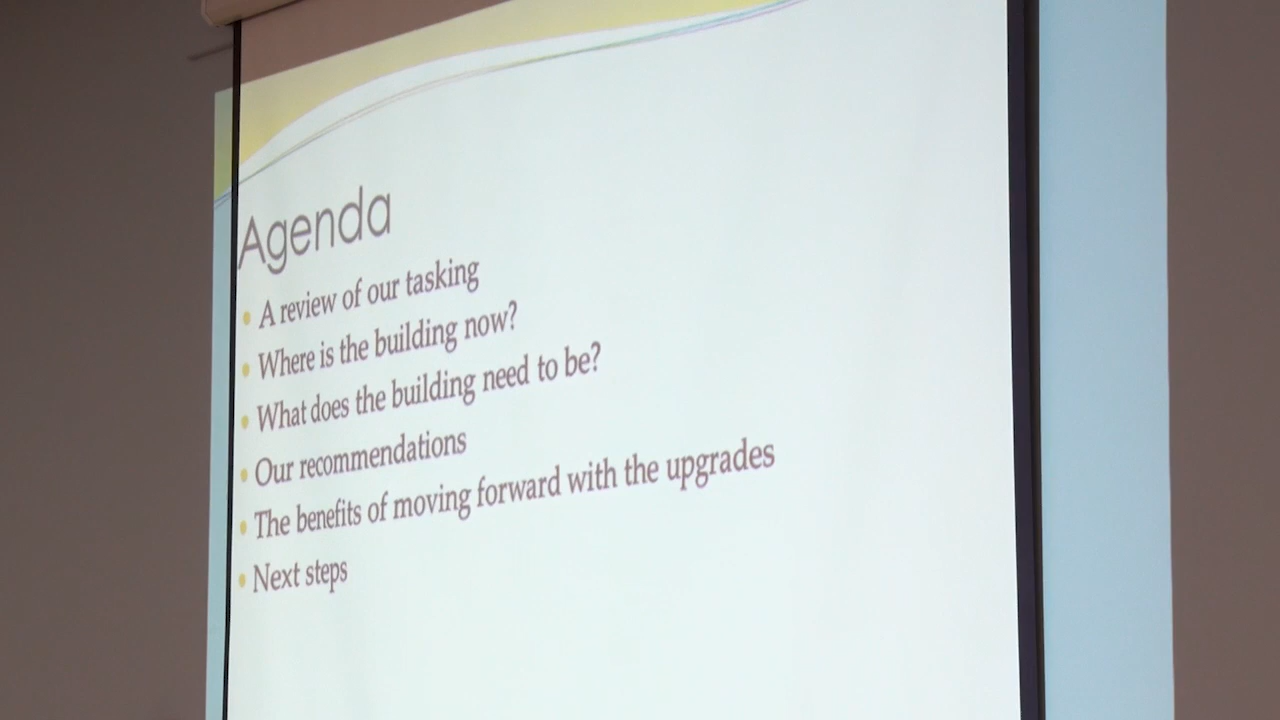 Agenda
• A review of our tasking
• Where is the building now?
• What does the building need to be?
• Our recommendations
• The benefits of moving forward with the upgrades
• Next steps